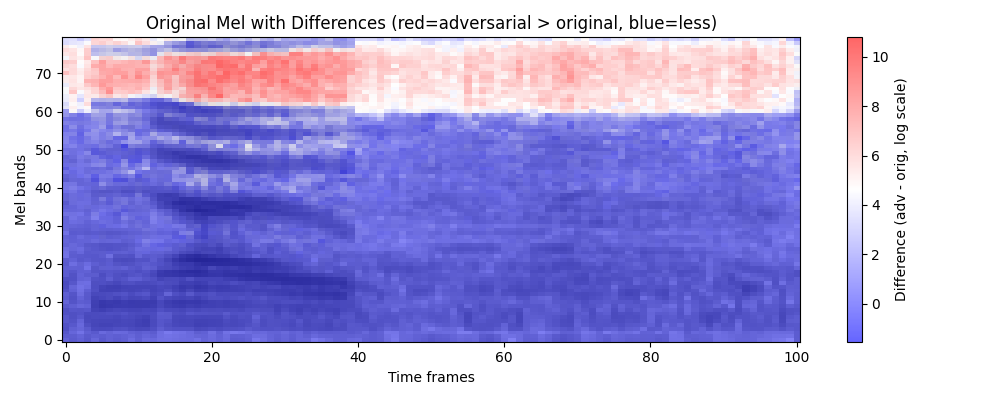 Original Mel with Differences (red=adversarial > original, blue=less)
Mel bands
70
60
50
40
30
20
10
0
0 20 40 60 80 100
Time frames
10
8
6
4
2
0
Difference (adv - orig, log scale)